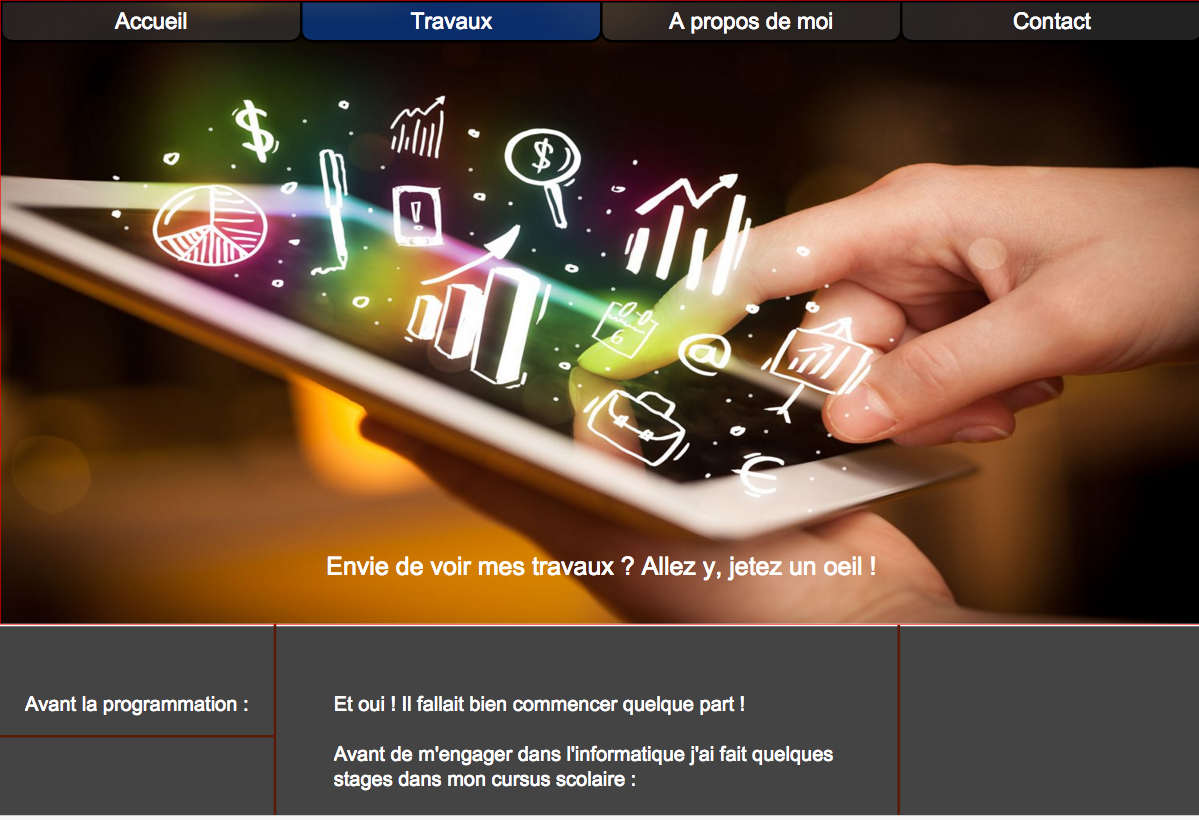 Accueil
Travaux
A propos de moi
Contact
$
$
!
6
@
€
Envie de voir mes travaux ? Allez y, jetez un oeil !
Avant la programmation :
Et oui ! Il fallait bien commencer quelque part !
Avant de m'engager dans l'informatique j'ai fait quelques
stages dans mon cursus scolaire :